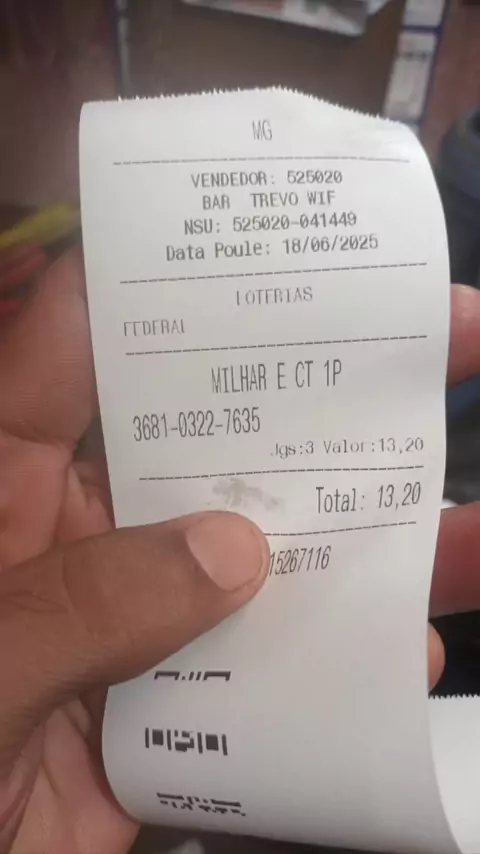 MG
VENDEDOR: 525020
BAR TREVO WIF
NSU: 525020-041449
Data Poule: 18/06/2025
LOTERIAS
FEDERAL
MILHAR E CT 1P
3681-0322-7635
Jgs:3 Valor:13,20
Total: 13,20
15267116